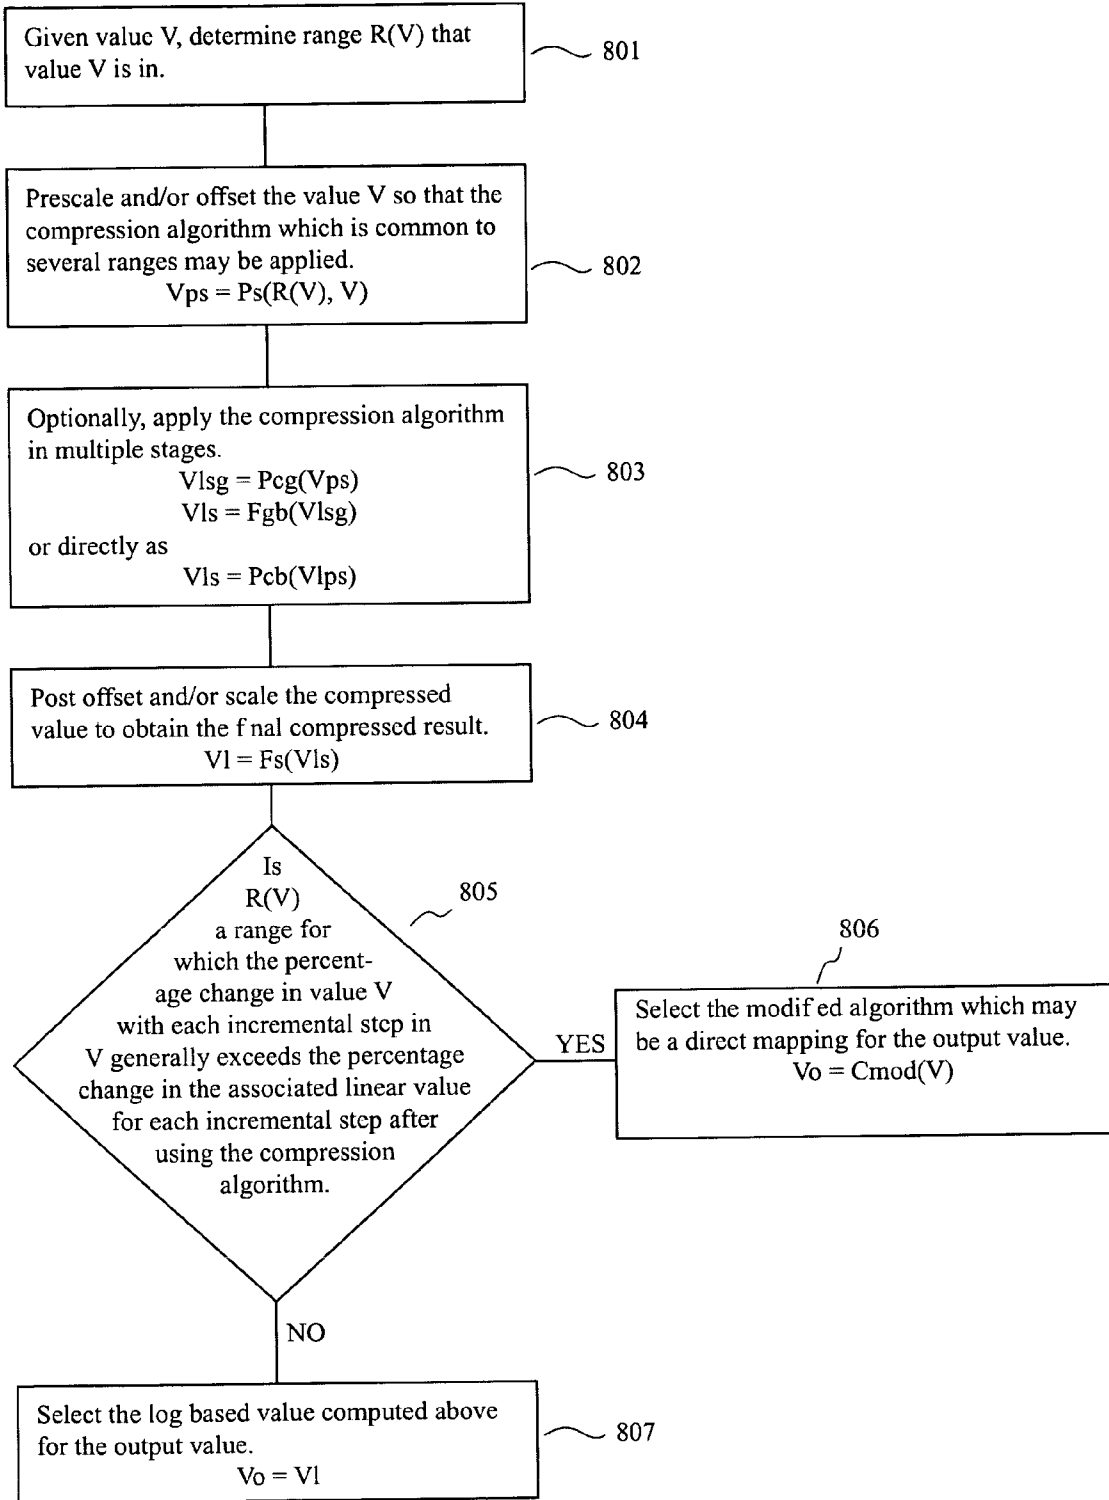 Given value V, determine range R(V) that
value V is in.
801
Prescale and/or offset the value V so that the
compression algorithm which is common to
several ranges may be applied.
Vps = Ps(R(V), V)
802
Optionally, apply the compression algorithm
in multiple stages.
Vlsg = Pcg(Vps)
Vls = Fgb(Vlsg)
or directly as
Vls = Pcb(Vlps)
803
Post offset and/or scale the compressed
value to obtain the f nal compressed result.
Vl = Fs(Vls)
804
Is
R(V)
a range for
which the percent-
age change in value V
with each incremental step in
V generally exceeds the percentage
change in the associated linear value
for each incremental step after
using the compression
algorithm.
805
YES
806
Select the modif ed algorithm which may
be a direct mapping for the output value.
Vo = Cmod(V)
NO
Select the log based value computed above
for the output value.
Vo = Vl
807